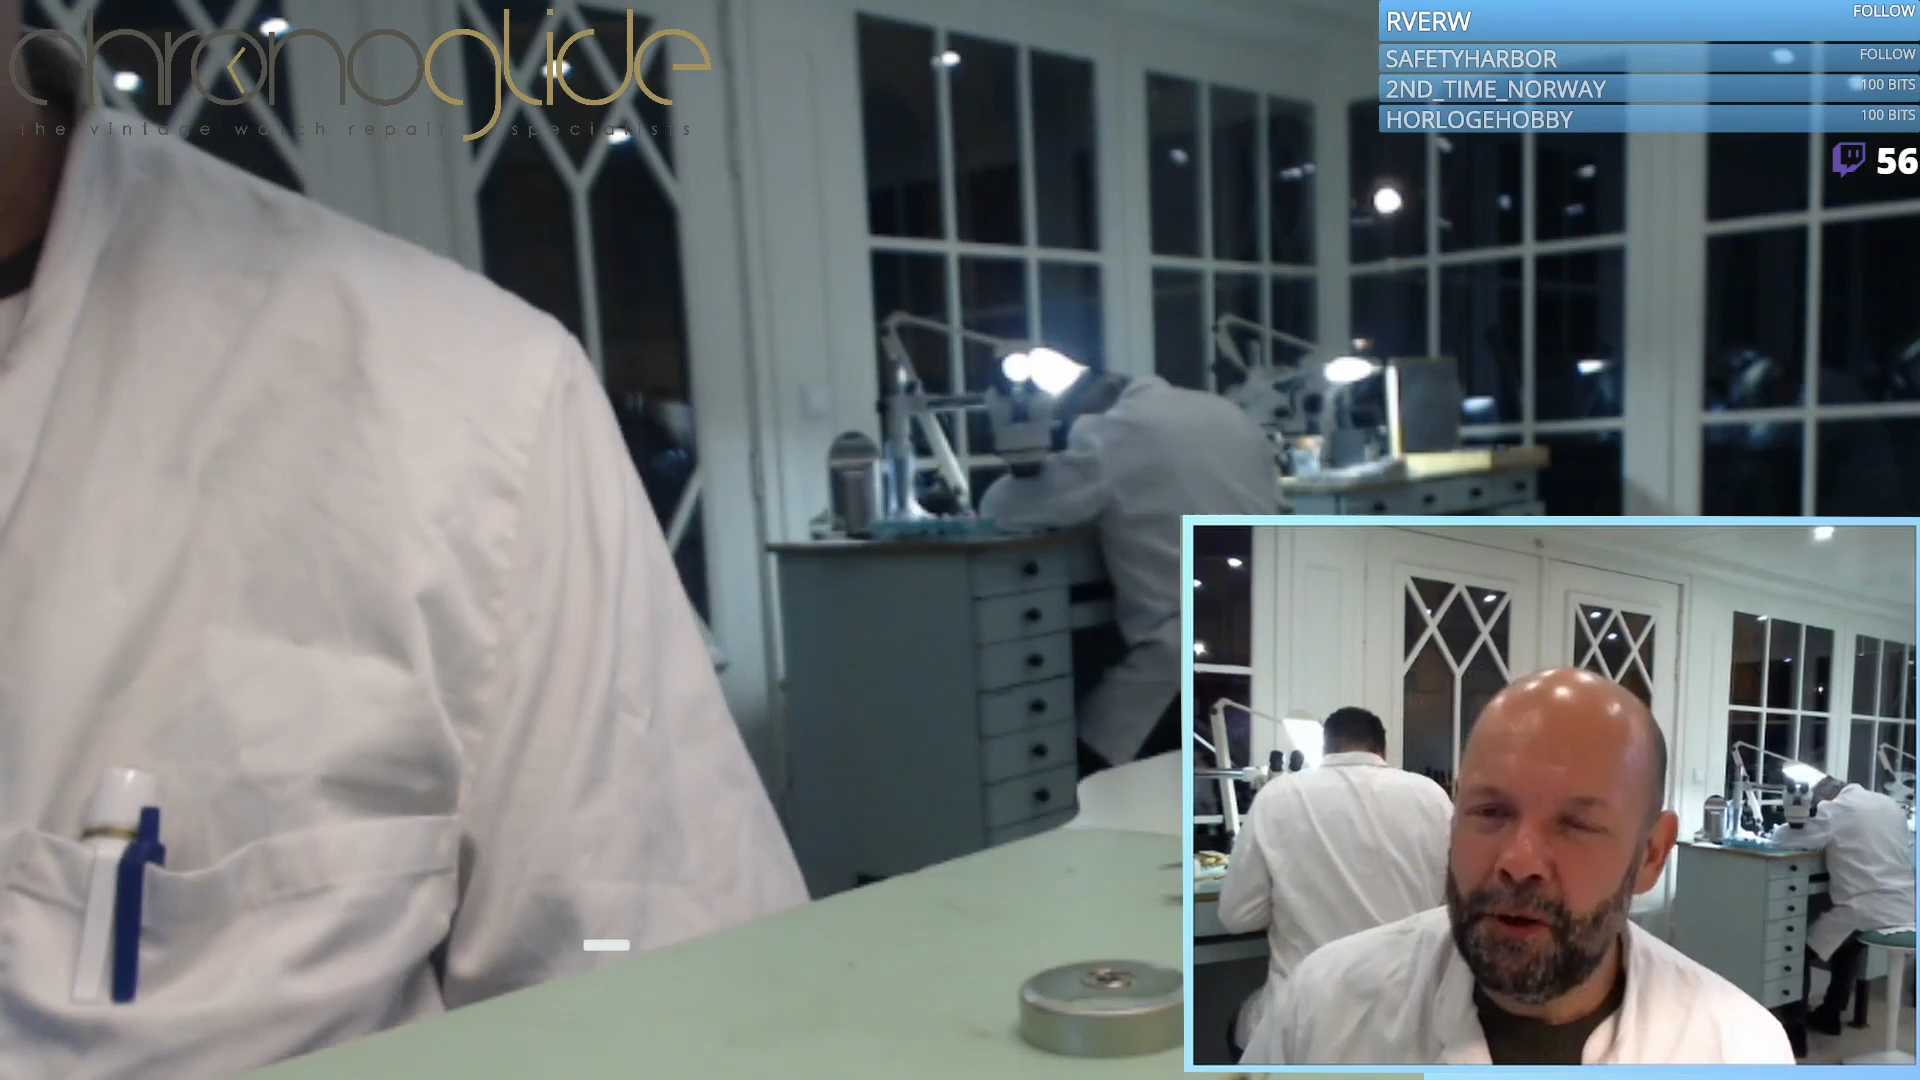 chronoglide
the vintage watch repair specialists
RVERW FOLLOW
SAFETYHARBOR FOLLOW
2ND_TIME_NORWAY 100 BITS
HORLOGEHOBBY 100 BITS
56